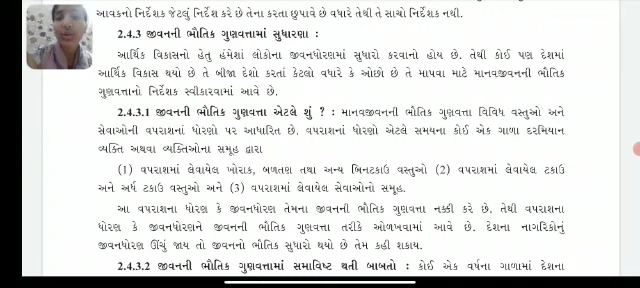 આવકનો નિર્દેશક જેટલું નિર્દેશ કરે છે તેના કરતા છુપાવે છે વધારે તેથી તે સાચો નિર્દેશક નથી.
2.4.3 જીવનની ભૌતિક ગુણવત્તામાં સુધારણા :
આર્થિક વિકાસનો હેતુ હંમેશાં લોકોના જીવનધોરણમાં સુધારો કરવાનો હોય છે. તેથી કોઈ પણ દેશમાં
આર્થિક વિકાસ થયો છે તે બીજા દેશો કરતાં કેટલો વધારે કે ઓછો છે તે માપવા માટે માનવજીવનની ભૌતિક
ગુણવત્તાનો નિર્દેશક સ્વીકારવામાં આવે છે.
2.4.3.1 જીવનની ભૌતિક ગુણવત્તા એટલે શું ? : માનવજીવનની ભૌતિક ગુણવત્તા વિવિધ વસ્તુઓ અને
સેવાઓની વપરાશનાં ધોરણો પર આધારિત છે. વપરાશનાં ધોરણો એટલે સમયના કોઈ એક ગાળા દરમિયાન
વ્યક્તિ અથવા વ્યક્તિઓના સમૂહ દ્વારા
(1) વપરાશમાં લેવાયેલ ખોરાક, બળતણ તથા અન્ય બિનટકાઉ વસ્તુઓ (2) વપરાશમાં લેવાયેલ ટકાઉ
અને અર્ધ ટકાઉ વસ્તુઓ અને (3) વપરાશમાં લેવાયેલ સેવાઓનો સમૂહ.
આ વપરાશના ધોરણ કે જીવનધોરણ તેમના જીવનની ભૌતિક ગુણવત્તા નક્કી કરે છે. તેથી વપરાશના
ધોરણ કે જીવનધોરણને જીવનની ભૌતિક ગુણવત્તા તરીકે ઓળખવામાં આવે છે. દેશના નાગરિકોનું
જીવનધોરણ ઊંચું જાય તો જીવનનો ભૌતિક સુધારો થયો છે તેમ કહી શકાય.
2.4.3.2 જીવનની ભૌતિક ગુણવત્તામાં સમાવિષ્ટ થતી બાબતો : કોઈ એક વર્ષના ગાળામાં દેશના